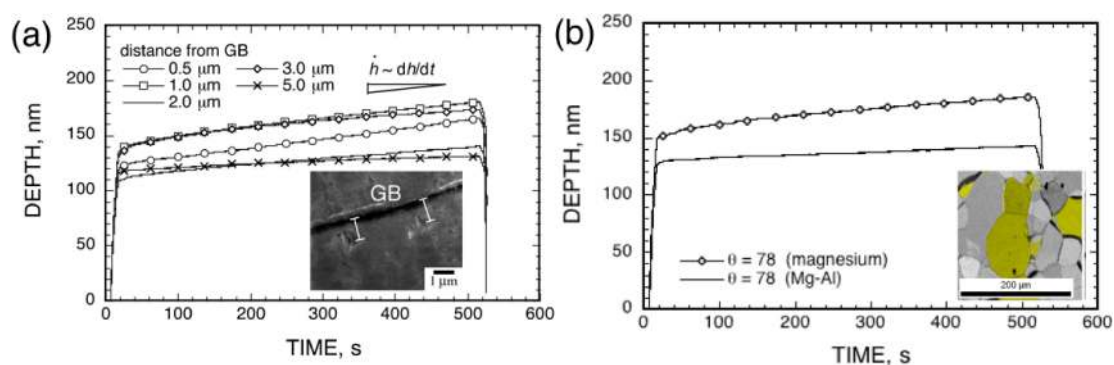 (a)
250
200
150
100
50
0
DEPTH, nm
distance from GB
0.5 μm
3.0 μm
1.0 μm
5.0 μm
2.0 μm
ḣ ~ dh/dt
GB
1 μm
0 100 200 300 400 500 600
TIME, s
(b)
250
200
150
100
50
0
DEPTH, nm
θ = 78 (magnesium)
θ = 78 (Mg-Al)
200 μm
0 100 200 300 400 500 600
TIME, s